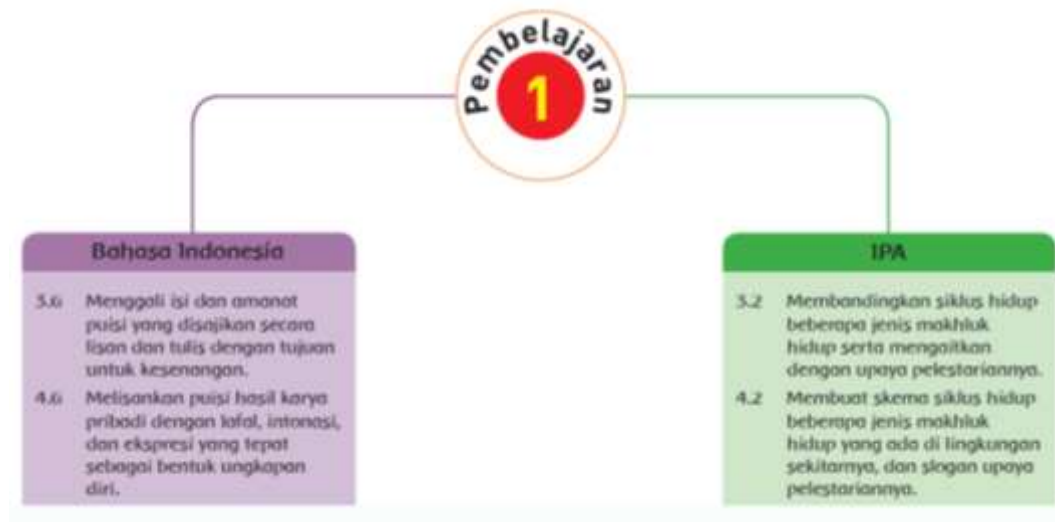 Pembelajaran
1
Bahasa Indonesia
3.6 Menggali isi dan amanat
puisi yang disajikan secara
lisan dan tulis dengan tujuan
untuk kesenangan.
4.6 Melisankan puisi hasil karya
pribadi dengan lafal, intonasi,
dan ekspresi yang tepat
sebagai bentuk ungkapan
diri.
IPA
3.2 Membandingkan siklus hidup
beberapa jenis makhluk
hidup serta mengaitkan
dengan upaya pelestariannya.
4.2 Membuat skema siklus hidup
beberapa jenis makhluk
hidup yang ada di lingkungan
sekitarnya, dan slogan upaya
pelestariannya.